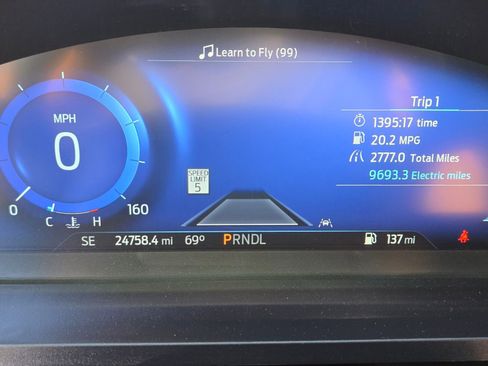 Learn to Fly (99)
Trip 1
1395:17 time
20.2 MPG
2777.0 Total Miles
9693.3 Electric miles
MPH
0
SPEED
LIMIT
5
0 160
C H
SE 24758.4 mi 69° PRNDL 137 mi